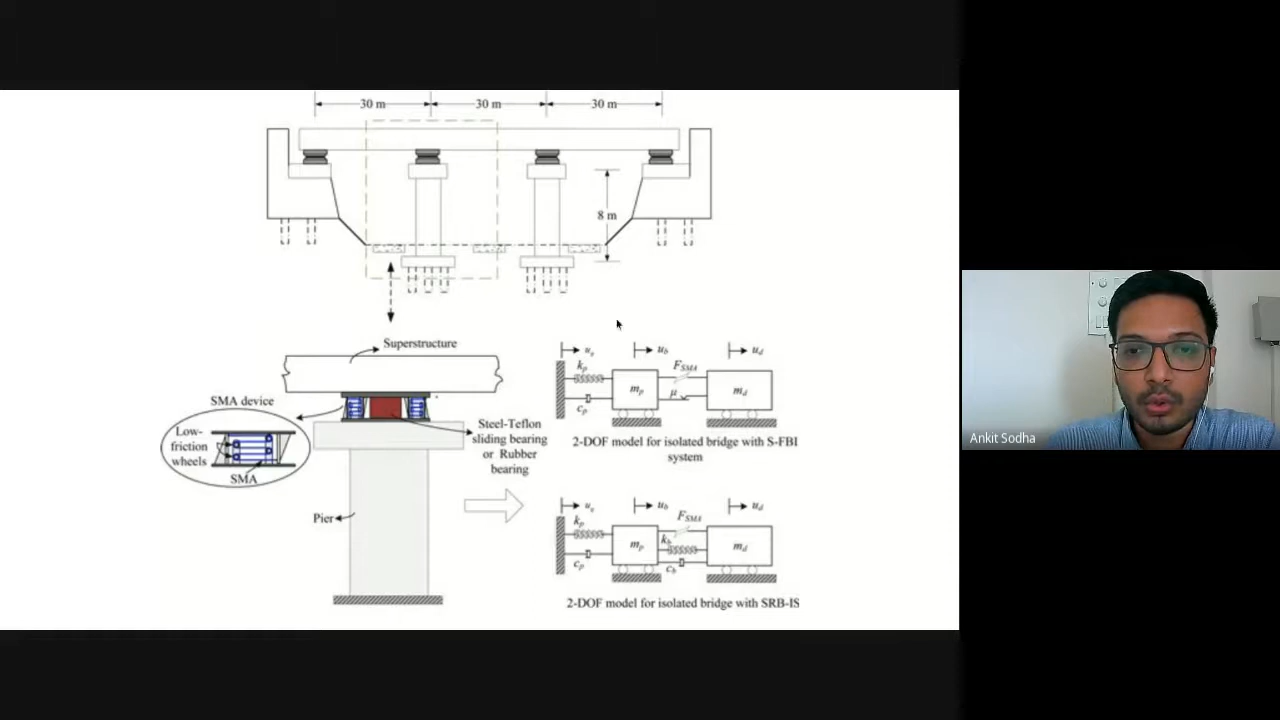 30 m 30 m 30 m
8 m
Superstructure
SMA device
Low-
friction
wheels
SMA
Steel-Teflon
sliding bearing
or Rubber
bearing
Pier
u_b u_d
k_p F_SMA
m_p μ m_d
c_p
2-DOF model for isolated bridge with S-FBI
system
u_b u_d
k_p F_SMA
m_p k_b m_d
c_p c_b
2-DOF model for isolated bridge with SRB-IS
Ankit Sodha